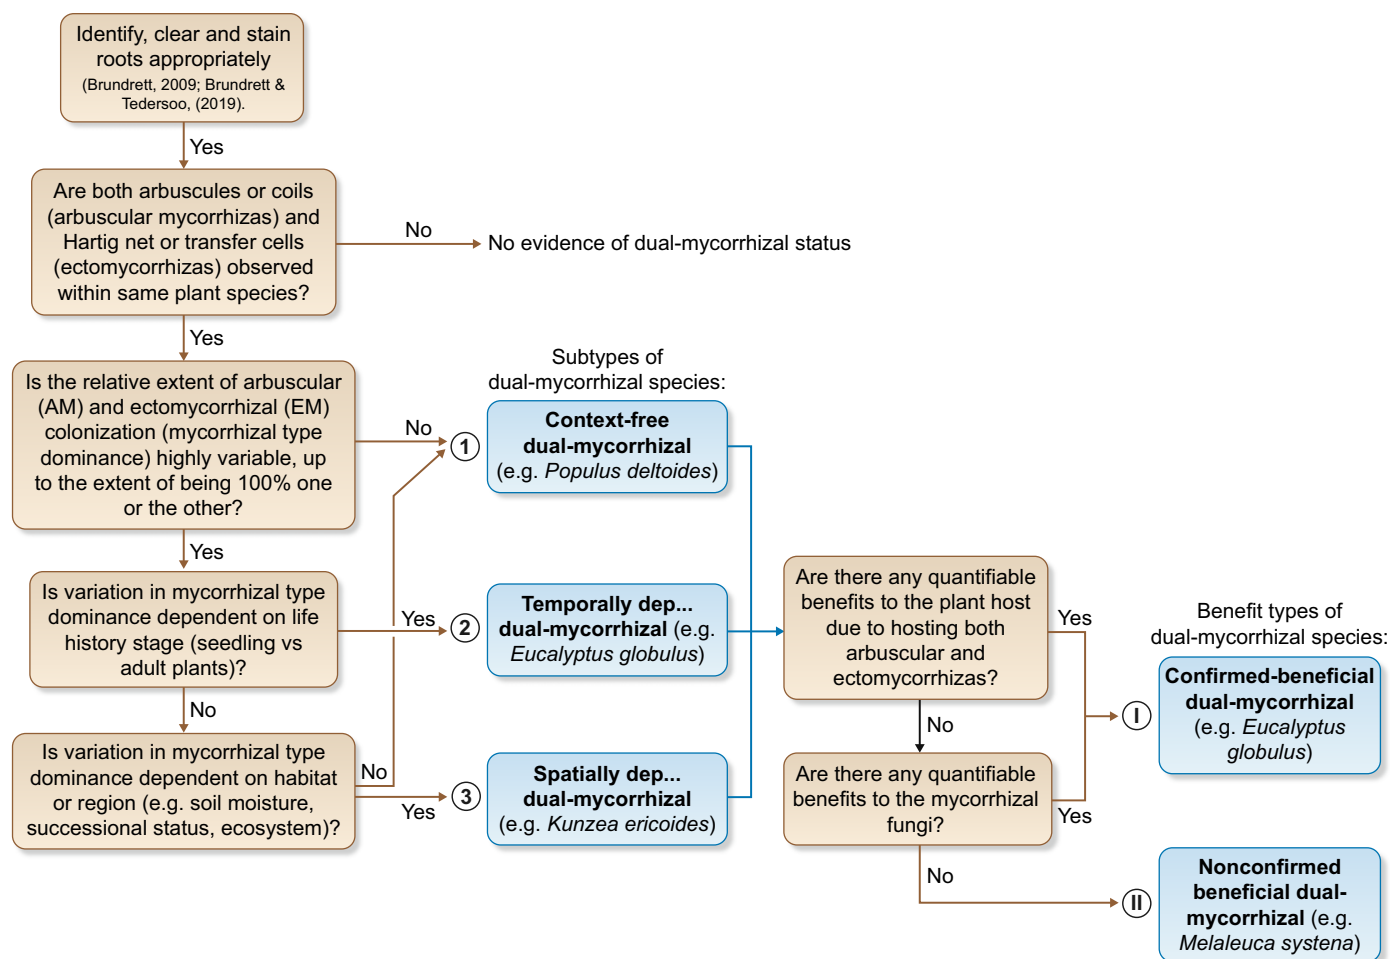 Identify, clear and stain
roots appropriately
(Brundrett, 2009; Brundrett &
Tedersoo, (2019).
Yes
Are both arbuscules or coils
(arbuscular mycorrhizas) and
Hartig net or transfer cells
(ectomycorrhizas) observed
within same plant species?
No
No evidence of dual-mycorrhizal status
Yes
Is the relative extent of arbuscular
(AM) and ectomycorrhizal (EM)
colonization (mycorrhizal type
dominance) highly variable, up
to the extent of being 100% one
or the other?
No
Yes
Is variation in mycorrhizal type
dominance dependent on life
history stage (seedling vs
adult plants)?
Yes
No
Is variation in mycorrhizal type
dominance dependent on habitat
or region (e.g. soil moisture,
successional status, ecosystem)?
No
Yes
Subtypes of
dual-mycorrhizal species:
1
Context-free
dual-mycorrhizal
(e.g. Populus deltoides)
2
Temporally dep...
dual-mycorrhizal (e.g.
Eucalyptus globulus)
3
Spatially dep...
dual-mycorrhizal
(e.g. Kunzea ericoides)
Are there any quantifiable
benefits to the plant host
due to hosting both
arbuscular and
ectomycorrhizas?
Yes
No
Are there any quantifiable
benefits to the mycorrhizal
fungi?
Yes
No
Benefit types of
dual-mycorrhizal species:
I
Confirmed-beneficial
dual-mycorrhizal
(e.g. Eucalyptus
globulus)
II
Nonconfirmed
beneficial dual-
mycorrhizal (e.g.
Melaleuca systena)